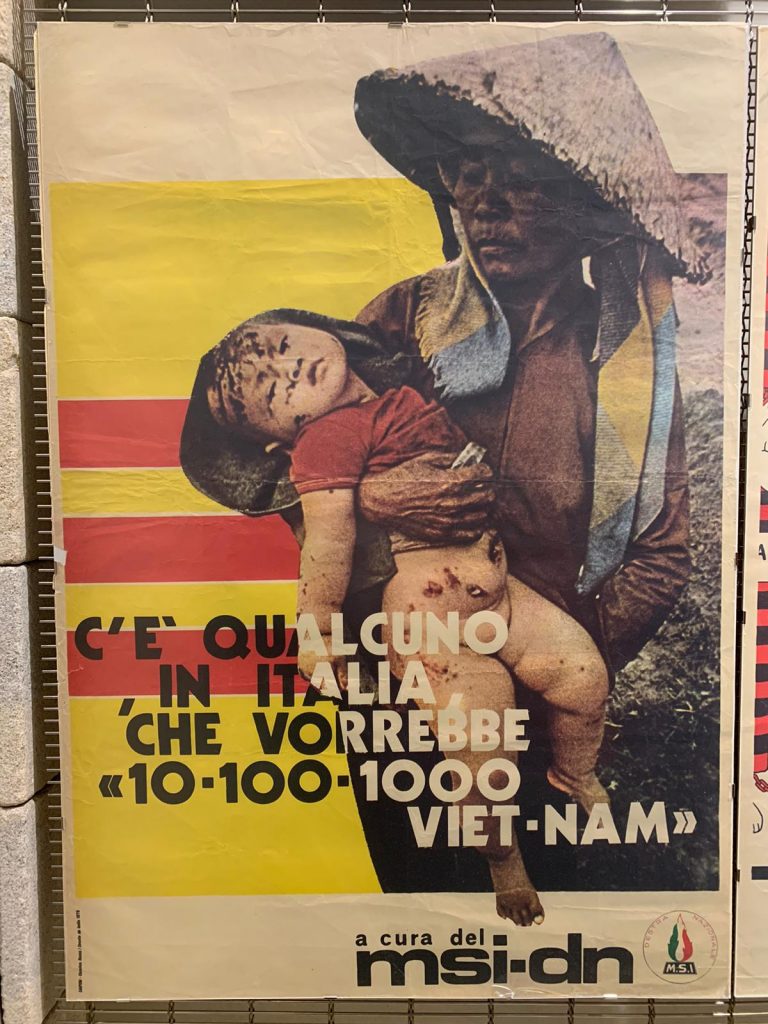 C'E' QUALCUNO
, IN ITALIA,
CHE VORREBBE
«10-100-1000
VIET-NAM»
a cura del
msi-dn
DESTRA NAZIONALE
M.S.I